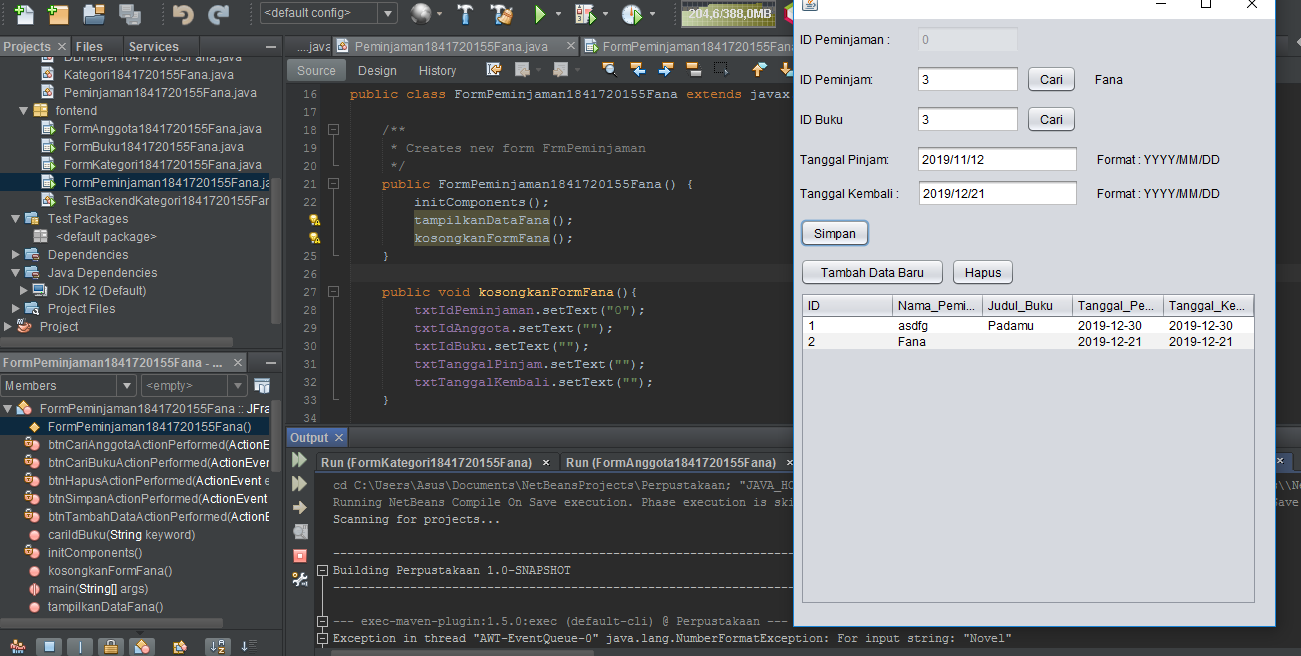 <default config>
204,6/388,0MB
Projects
Files
Services
DBHelper1841720155Fana.java
Kategori1841720155Fana.java
Peminjaman1841720155Fana.java
fontend
FormAnggota1841720155Fana.java
FormBuku1841720155Fana.java
FormKategori1841720155Fana.java
FormPeminjaman1841720155Fana.ja
TestBackendKategori1841720155Far
Test Packages
<default package>
Dependencies
Java Dependencies
JDK 12 (Default)
Project Files
Project
FormPeminjaman1841720155Fana - ...
Members
<empty>
FormPeminjaman1841720155Fana :: JFra
FormPeminjaman1841720155Fana()
btnCariAnggotaActionPerformed(ActionE
btnCariBukuActionPerformed(ActionEver
btnHapusActionPerformed(ActionEvent e
btnSimpanActionPerformed(ActionEvent
btnTambahDataActionPerformed(ActionE
cariIdBuku(String keyword)
initComponents()
kosongkanFormFana()
main(String[] args)
tampilkanDataFana()
....java
Peminjaman1841720155Fana.java
FormPeminjaman1841720155Fana
Source
Design
History
16 public class FormPeminjaman1841720155Fana extends javax
17
18 /**
19 * Creates new form FrmPeminjaman
20 */
21 public FormPeminjaman1841720155Fana() {
22 initComponents();
tampilkanDataFana();
kosongkanFormFana();
25 }
26
27 public void kosongkanFormFana(){
28 txtIdPeminjaman.setText("0");
29 txtIdAnggota.setText("");
30 txtIdBuku.setText("");
31 txtTanggalPinjam.setText("");
32 txtTanggalKembali.setText("");
33 }
34
Output
Run (FormKategori1841720155Fana)
Run (FormAnggota1841720155Fana)
cd C:\Users\Asus\Documents\NetBeansProjects\Perpustakaan; "JAVA_HO
Running NetBeans Compile On Save execution. Phase execution is ski
Scanning for projects...
------------------------------------------------------------------------
Building Perpustakaan 1.0-SNAPSHOT
------------------------------------------------------------------------
--- exec-maven-plugin:1.5.0:exec (default-cli) @ Perpustakaan ---
Exception in thread "AWT-EventQueue-0" java.lang.NumberFormatException: For input string: "Novel"
ID Peminjaman :
0
ID Peminjam:
3
Cari
Fana
ID Buku
3
Cari
Tanggal Pinjam:
2019/11/12
Format : YYYY/MM/DD
Tanggal Kembali :
2019/12/21
Format : YYYY/MM/DD
Simpan
Tambah Data Baru
Hapus
ID Nama_Pemi... Judul_Buku Tanggal_Pe... Tanggal_Ke...
1 asdfg Padamu 2019-12-30 2019-12-30
2 Fana 2019-12-21 2019-12-21